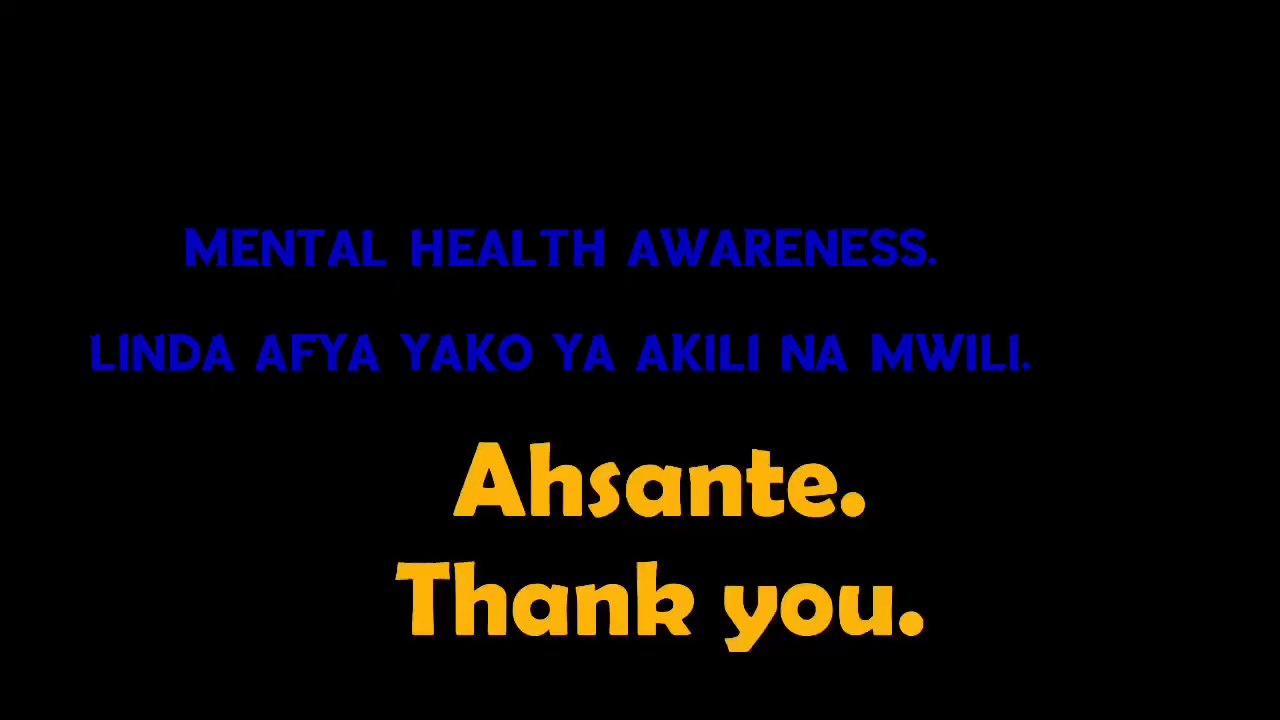 MENTAL HEALTH AWARENESS.
LINDA AFYA YAKO YA AKILI NA MWILI.
Ahsante.
Thank you.